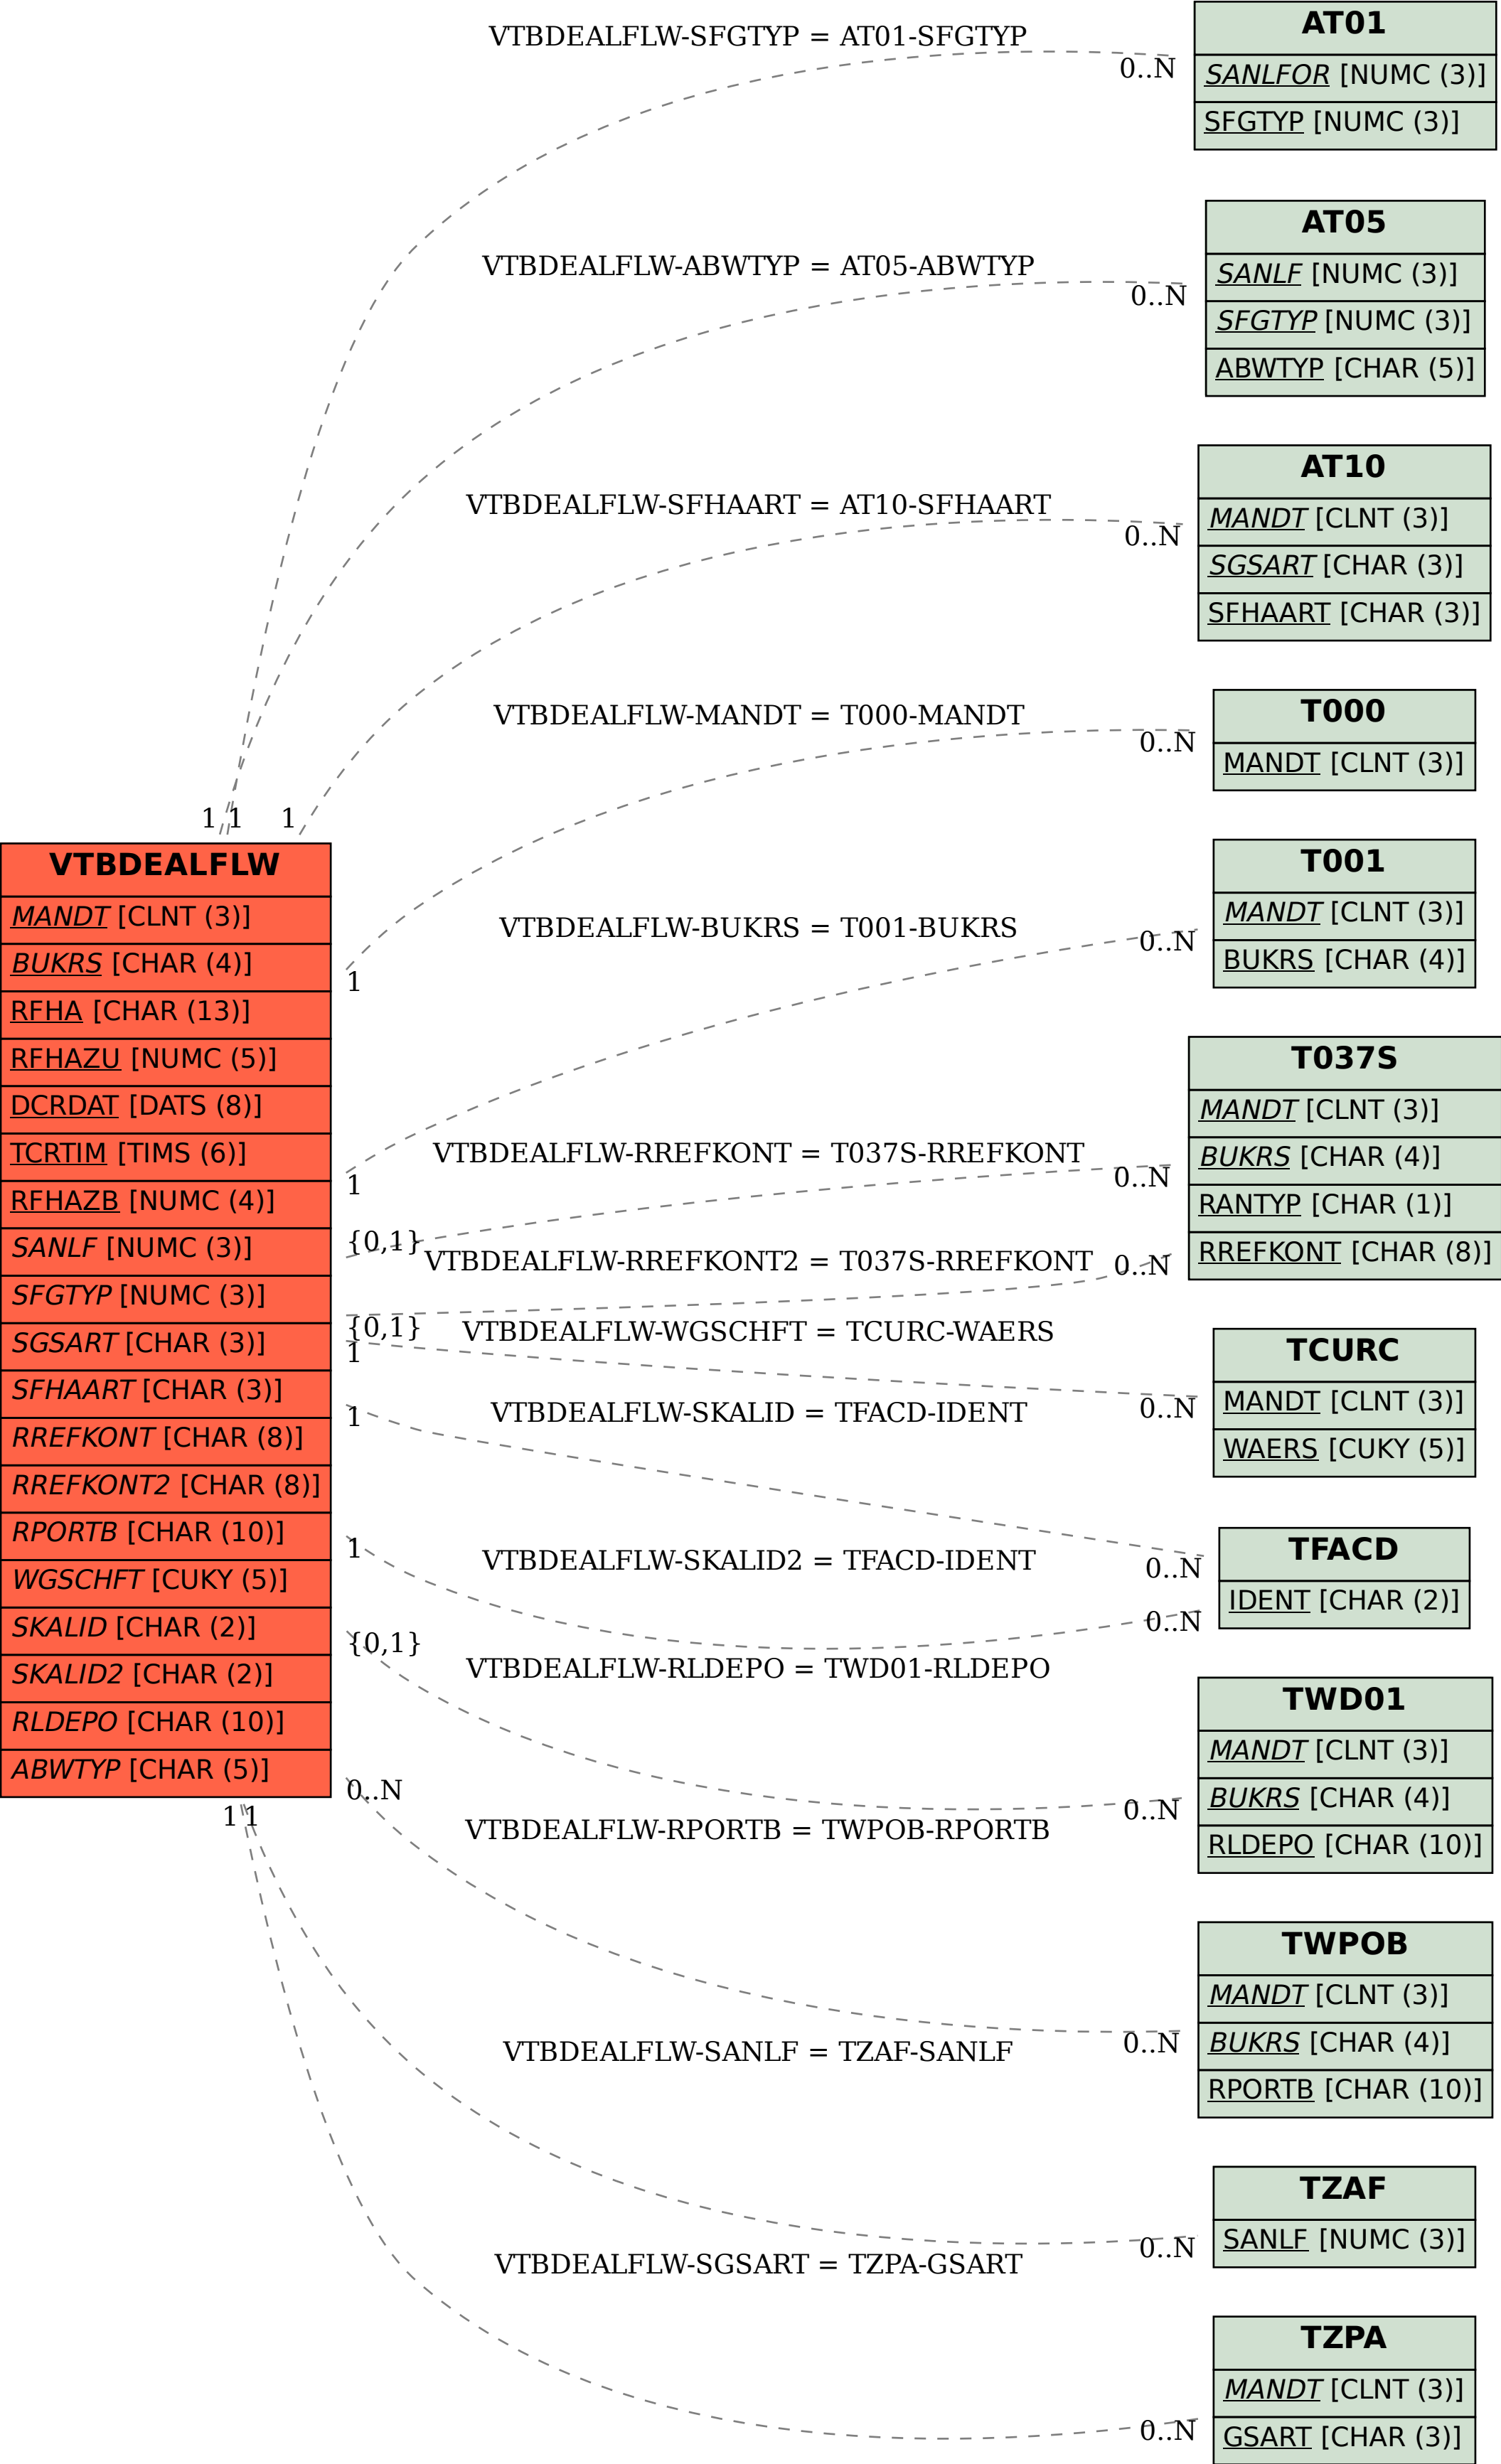 VTBDEALFLW-SFGTYP = AT01-SFGTYP
0..N
AT01
SANLFOR [NUMC (3)]
SFGTYP [NUMC (3)]
VTBDEALFLW-ABWTYP = AT05-ABWTYP
0..N
AT05
SANLF [NUMC (3)]
SFGTYP [NUMC (3)]
ABWTYP [CHAR (5)]
VTBDEALFLW-SFHAART = AT10-SFHAART
0..N
AT10
MANDT [CLNT (3)]
SGSART [CHAR (3)]
SFHAART [CHAR (3)]
VTBDEALFLW-MANDT = T000-MANDT
0..N
T000
MANDT [CLNT (3)]
1 1 1
VTBDEALFLW
MANDT [CLNT (3)]
BUKRS [CHAR (4)]
RFHA [CHAR (13)]
RFHAZU [NUMC (5)]
DCRDAT [DATS (8)]
TCRTIM [TIMS (6)]
RFHAZB [NUMC (4)]
SANLF [NUMC (3)]
SFGTYP [NUMC (3)]
SGSART [CHAR (3)]
SFHAART [CHAR (3)]
RREFKONT [CHAR (8)]
RREFKONT2 [CHAR (8)]
RPORTB [CHAR (10)]
WGSCHFT [CUKY (5)]
SKALID [CHAR (2)]
SKALID2 [CHAR (2)]
RLDEPO [CHAR (10)]
ABWTYP [CHAR (5)]
1
VTBDEALFLW-BUKRS = T001-BUKRS
0..N
T001
MANDT [CLNT (3)]
BUKRS [CHAR (4)]
1
VTBDEALFLW-RREFKONT = T037S-RREFKONT
0..N
{0,1}
VTBDEALFLW-RREFKONT2 = T037S-RREFKONT
0..N
T037S
MANDT [CLNT (3)]
BUKRS [CHAR (4)]
RANTYP [CHAR (1)]
RREFKONT [CHAR (8)]
{0,1}
VTBDEALFLW-WGSCHFT = TCURC-WAERS
1
0..N
TCURC
MANDT [CLNT (3)]
WAERS [CUKY (5)]
VTBDEALFLW-SKALID = TFACD-IDENT
1
0..N
VTBDEALFLW-SKALID2 = TFACD-IDENT
1
0..N
TFACD
IDENT [CHAR (2)]
{0,1}
VTBDEALFLW-RLDEPO = TWD01-RLDEPO
0..N
TWD01
MANDT [CLNT (3)]
BUKRS [CHAR (4)]
RLDEPO [CHAR (10)]
0..N
VTBDEALFLW-RPORTB = TWPOB-RPORTB
0..N
TWPOB
MANDT [CLNT (3)]
BUKRS [CHAR (4)]
RPORTB [CHAR (10)]
1 1
VTBDEALFLW-SANLF = TZAF-SANLF
0..N
TZAF
SANLF [NUMC (3)]
VTBDEALFLW-SGSART = TZPA-GSART
0..N
TZPA
MANDT [CLNT (3)]
GSART [CHAR (3)]